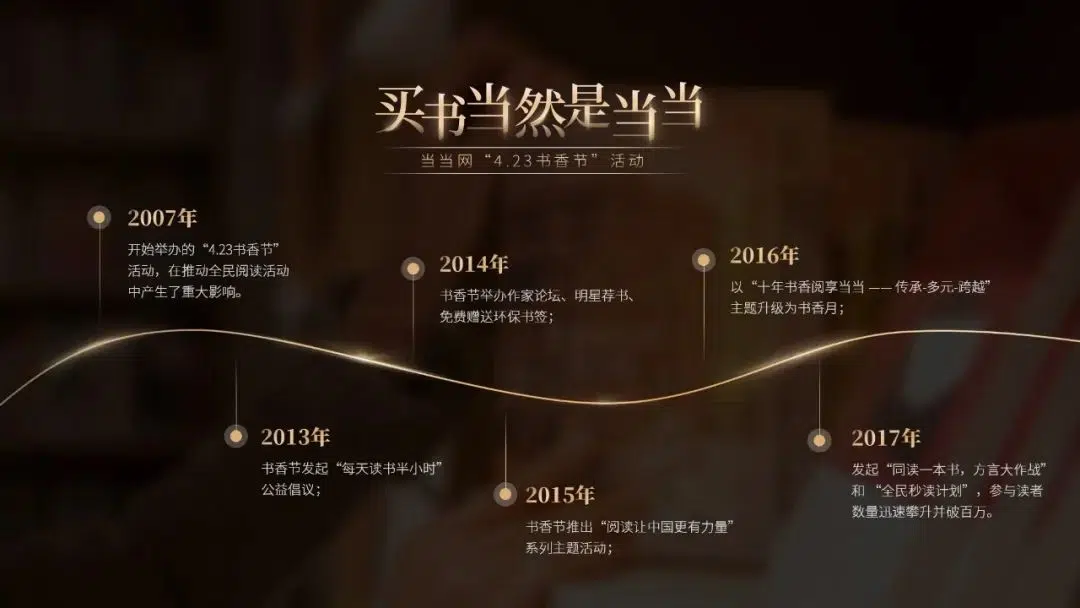 买书当然是当当
当当网“4.23书香节”活动
2007年
开始举办的“4.23书香节”
活动，在推动全民阅读活动
中产生了重大影响。
2013年
书香节发起“每天读书半小时”
公益倡议；
2014年
书香节举办作家论坛、明星荐书、
免费赠送环保书签；
2015年
书香节推出“阅读让中国更有力量”
系列主题活动；
2016年
以“十年书香阅享当当 —— 传承-多元-跨越”
主题升级为书香月；
2017年
发起“同读一本书，方言大作战”
和 “全民秒读计划”，参与读者
数量迅速攀升并破百万。